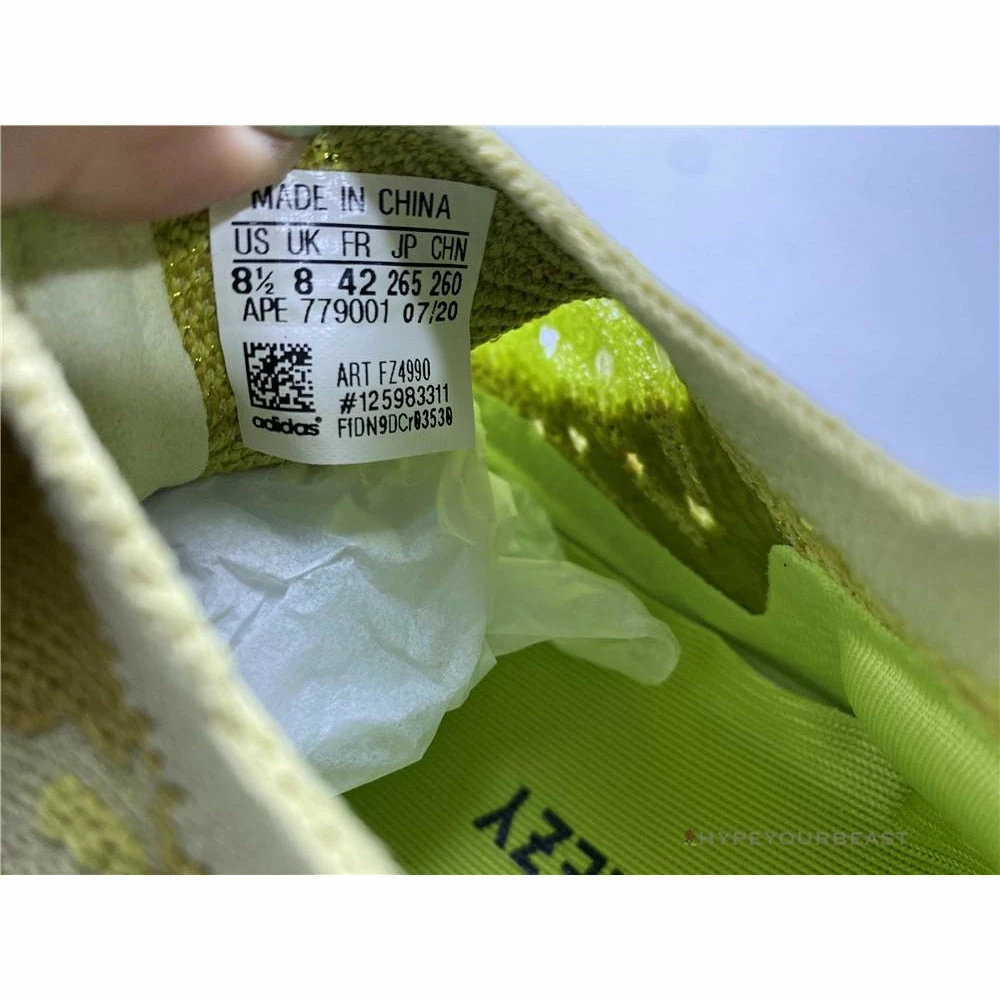 MADE IN CHINA
US UK FR JP CHN
8½ 8 42 265 260
APE 779001 07/20
ART FZ4990
#125983311
adidas®
YEEZY
HYPEYOURBEAST